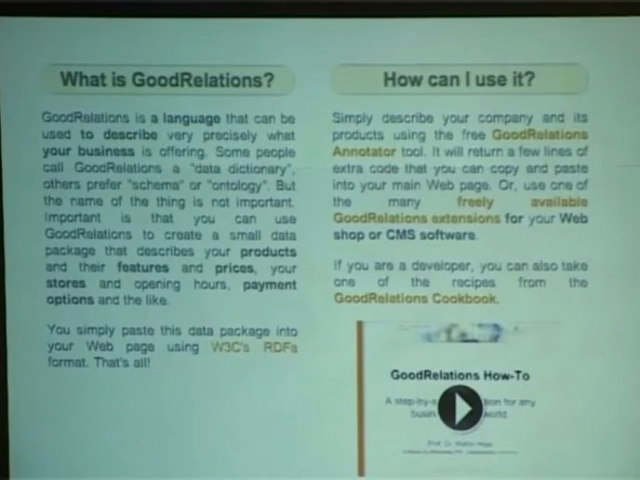 What is GoodRelations?
GoodRelations is a language that can be
used to describe very precisely what
your business is offering. Some people
call GoodRelations a "data dictionary",
others prefer "schema" or "ontology". But
the name of the thing is not important.
Important is that you can use
GoodRelations to create a small data
package that describes your products
and their features and prices, your
stores and opening hours, payment
options and the like.
You simply paste this data package into
your Web page using W3C's RDFa
format. That's all!
How can I use it?
Simply describe your company and its
products using the free GoodRelations
Annotator tool. It will return a few lines of
extra code that you can copy and paste
into your main Web page. Or, use one of
the many freely available
GoodRelations extensions for your Web
shop or CMS software.
If you are a developer, you can also take
one of the recipes from the
GoodRelations Cookbook.
GoodRelations How-To
A step-by- tion for any
busin world